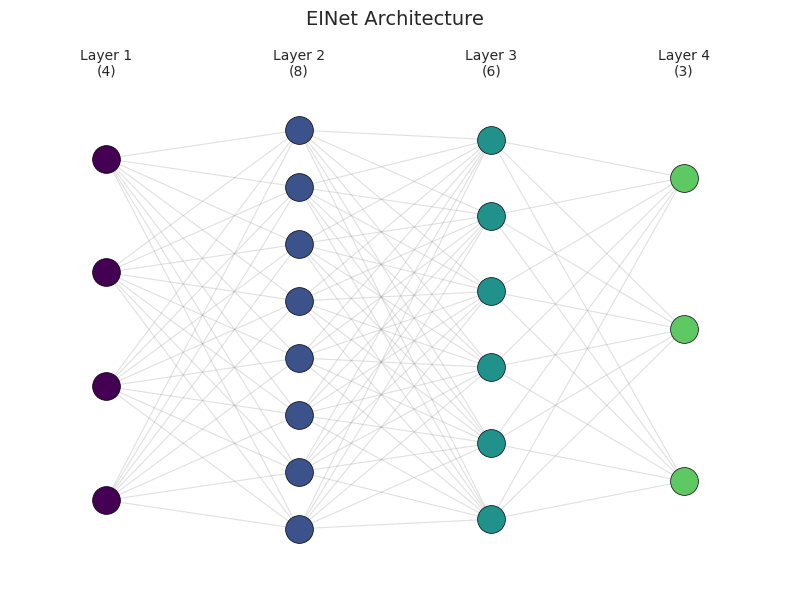 EINet Architecture
Layer 1
(4)
Layer 2
(8)
Layer 3
(6)
Layer 4
(3)